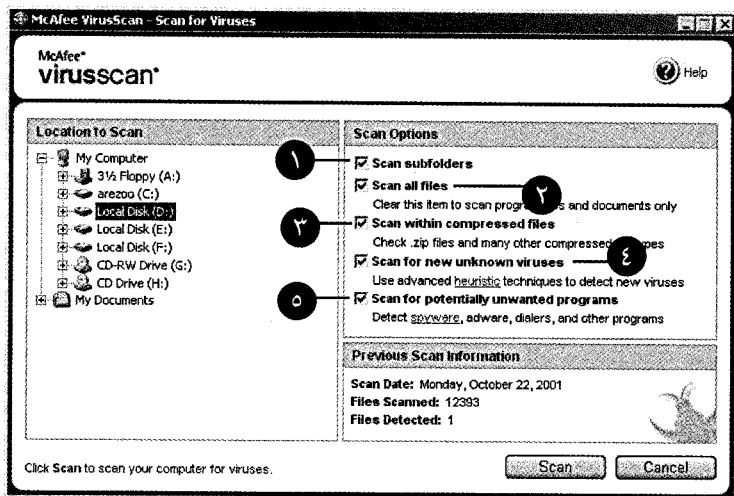 McAfee VirusScan - Scan for Viruses
McAfee®
virusscan®
Help
Location to Scan
My Computer
3½ Floppy (A:)
arezoo (C:)
Local Disk (D:)
Local Disk (E:)
Local Disk (F:)
CD-RW Drive (G:)
CD Drive (H:)
My Documents
Scan Options
۱
Scan subfolders
Scan all files
۲
Clear this item to scan and documents only
۳
Scan within compressed files
Check .zip files and many other compressed
Scan for new unknown viruses
٤
Use advanced heuristic techniques to detect new viruses
۵
Scan for potentially unwanted programs
Detect spyware, adware, dialers, and other programs
Previous Scan Information
Scan Date: Monday, October 22, 2001
Files Scanned: 12393
Files Detected: 1
Click Scan to scan your computer for viruses.
Scan
Cancel